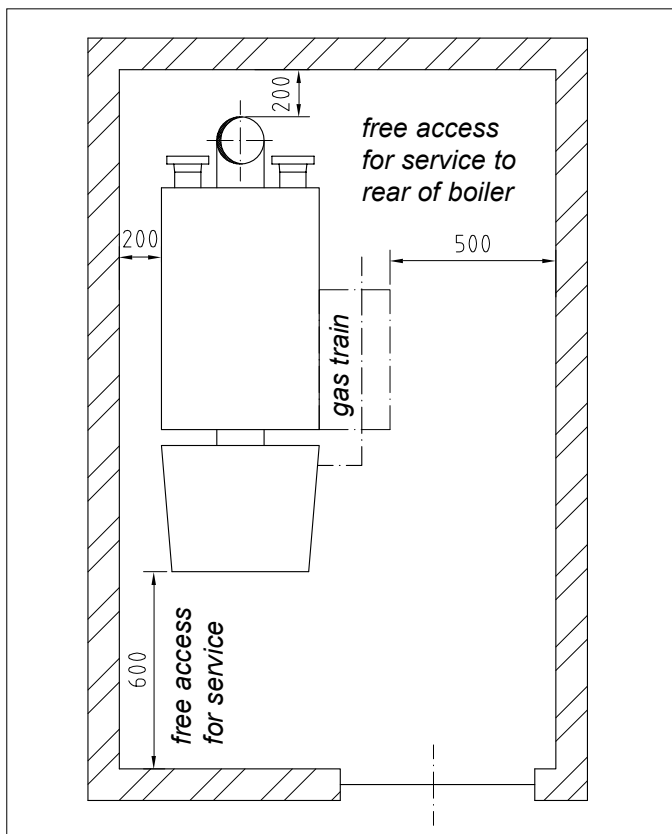 200
free access
for service to
rear of boiler
200
500
gas train
600
free access
for service